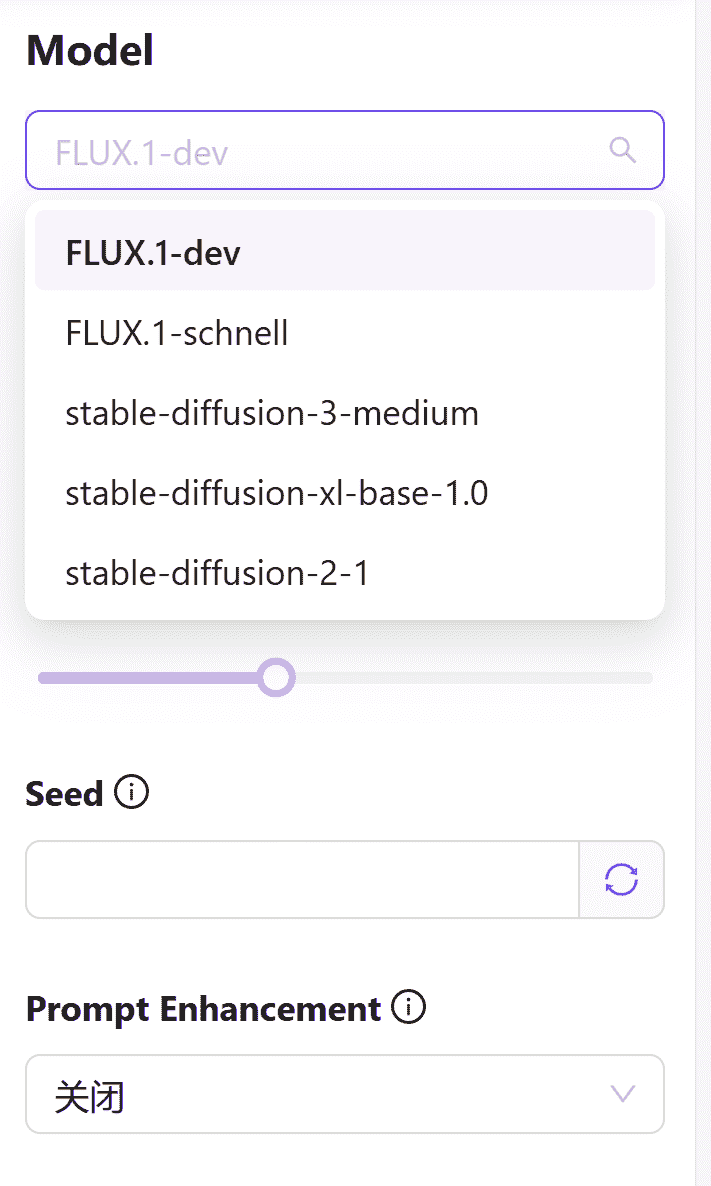 Model
FLUX.1-dev
FLUX.1-dev
FLUX.1-schnell
stable-diffusion-3-medium
stable-diffusion-xl-base-1.0
stable-diffusion-2-1
Seed
Prompt Enhancement
关闭